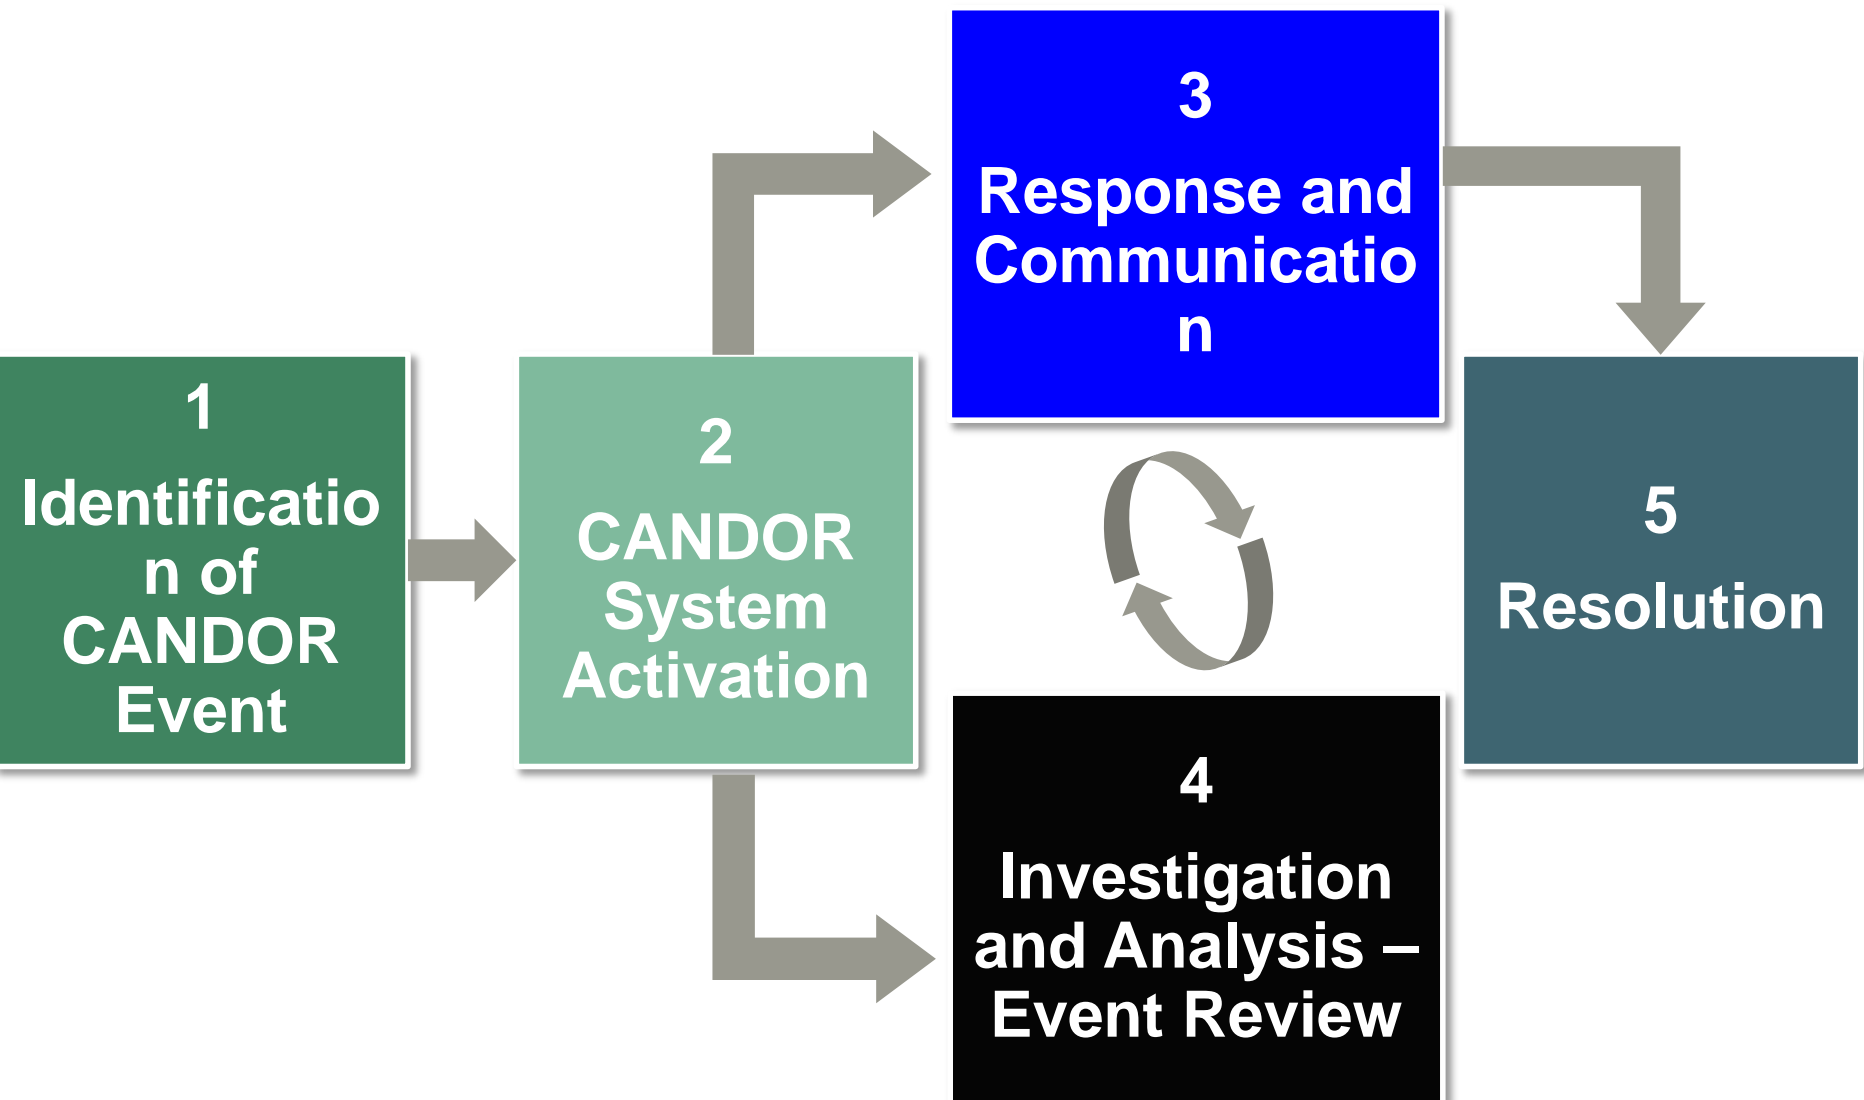 1
Identificatio
n of
CANDOR
Event
2
CANDOR
System
Activation
3
Response and
Communicatio
n
4
Investigation
and Analysis –
Event Review
5
Resolution